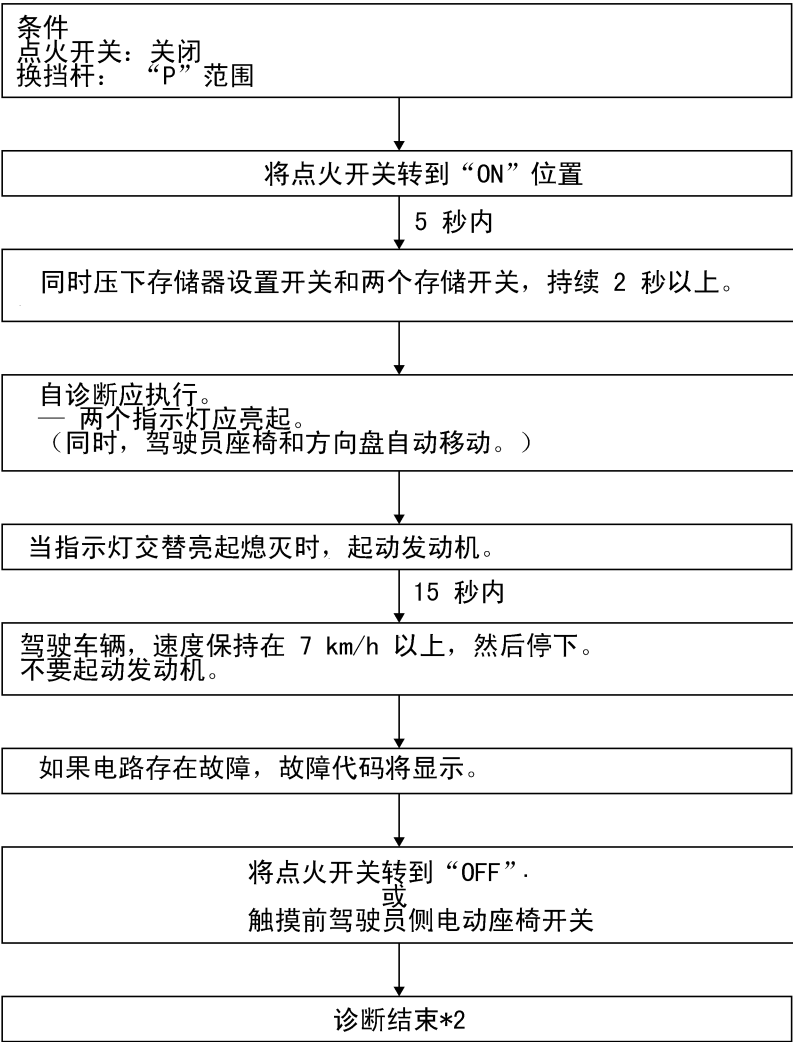 条件
点火开关：关闭
换挡杆： “P”范围
将点火开关转到“ON”位置
5 秒内
同时压下存储器设置开关和两个存储开关，持续 2 秒以上。
自诊断应执行。
— 两个指示灯应亮起。
（同时，驾驶员座椅和方向盘自动移动。）
当指示灯交替亮起熄灭时，起动发动机。
15 秒内
驾驶车辆，速度保持在 7 km/h 以上，然后停下。
不要起动发动机。
如果电路存在故障，故障代码将显示。
将点火开关转到“OFF”.
或
触摸前驾驶员侧电动座椅开关
诊断结束*2